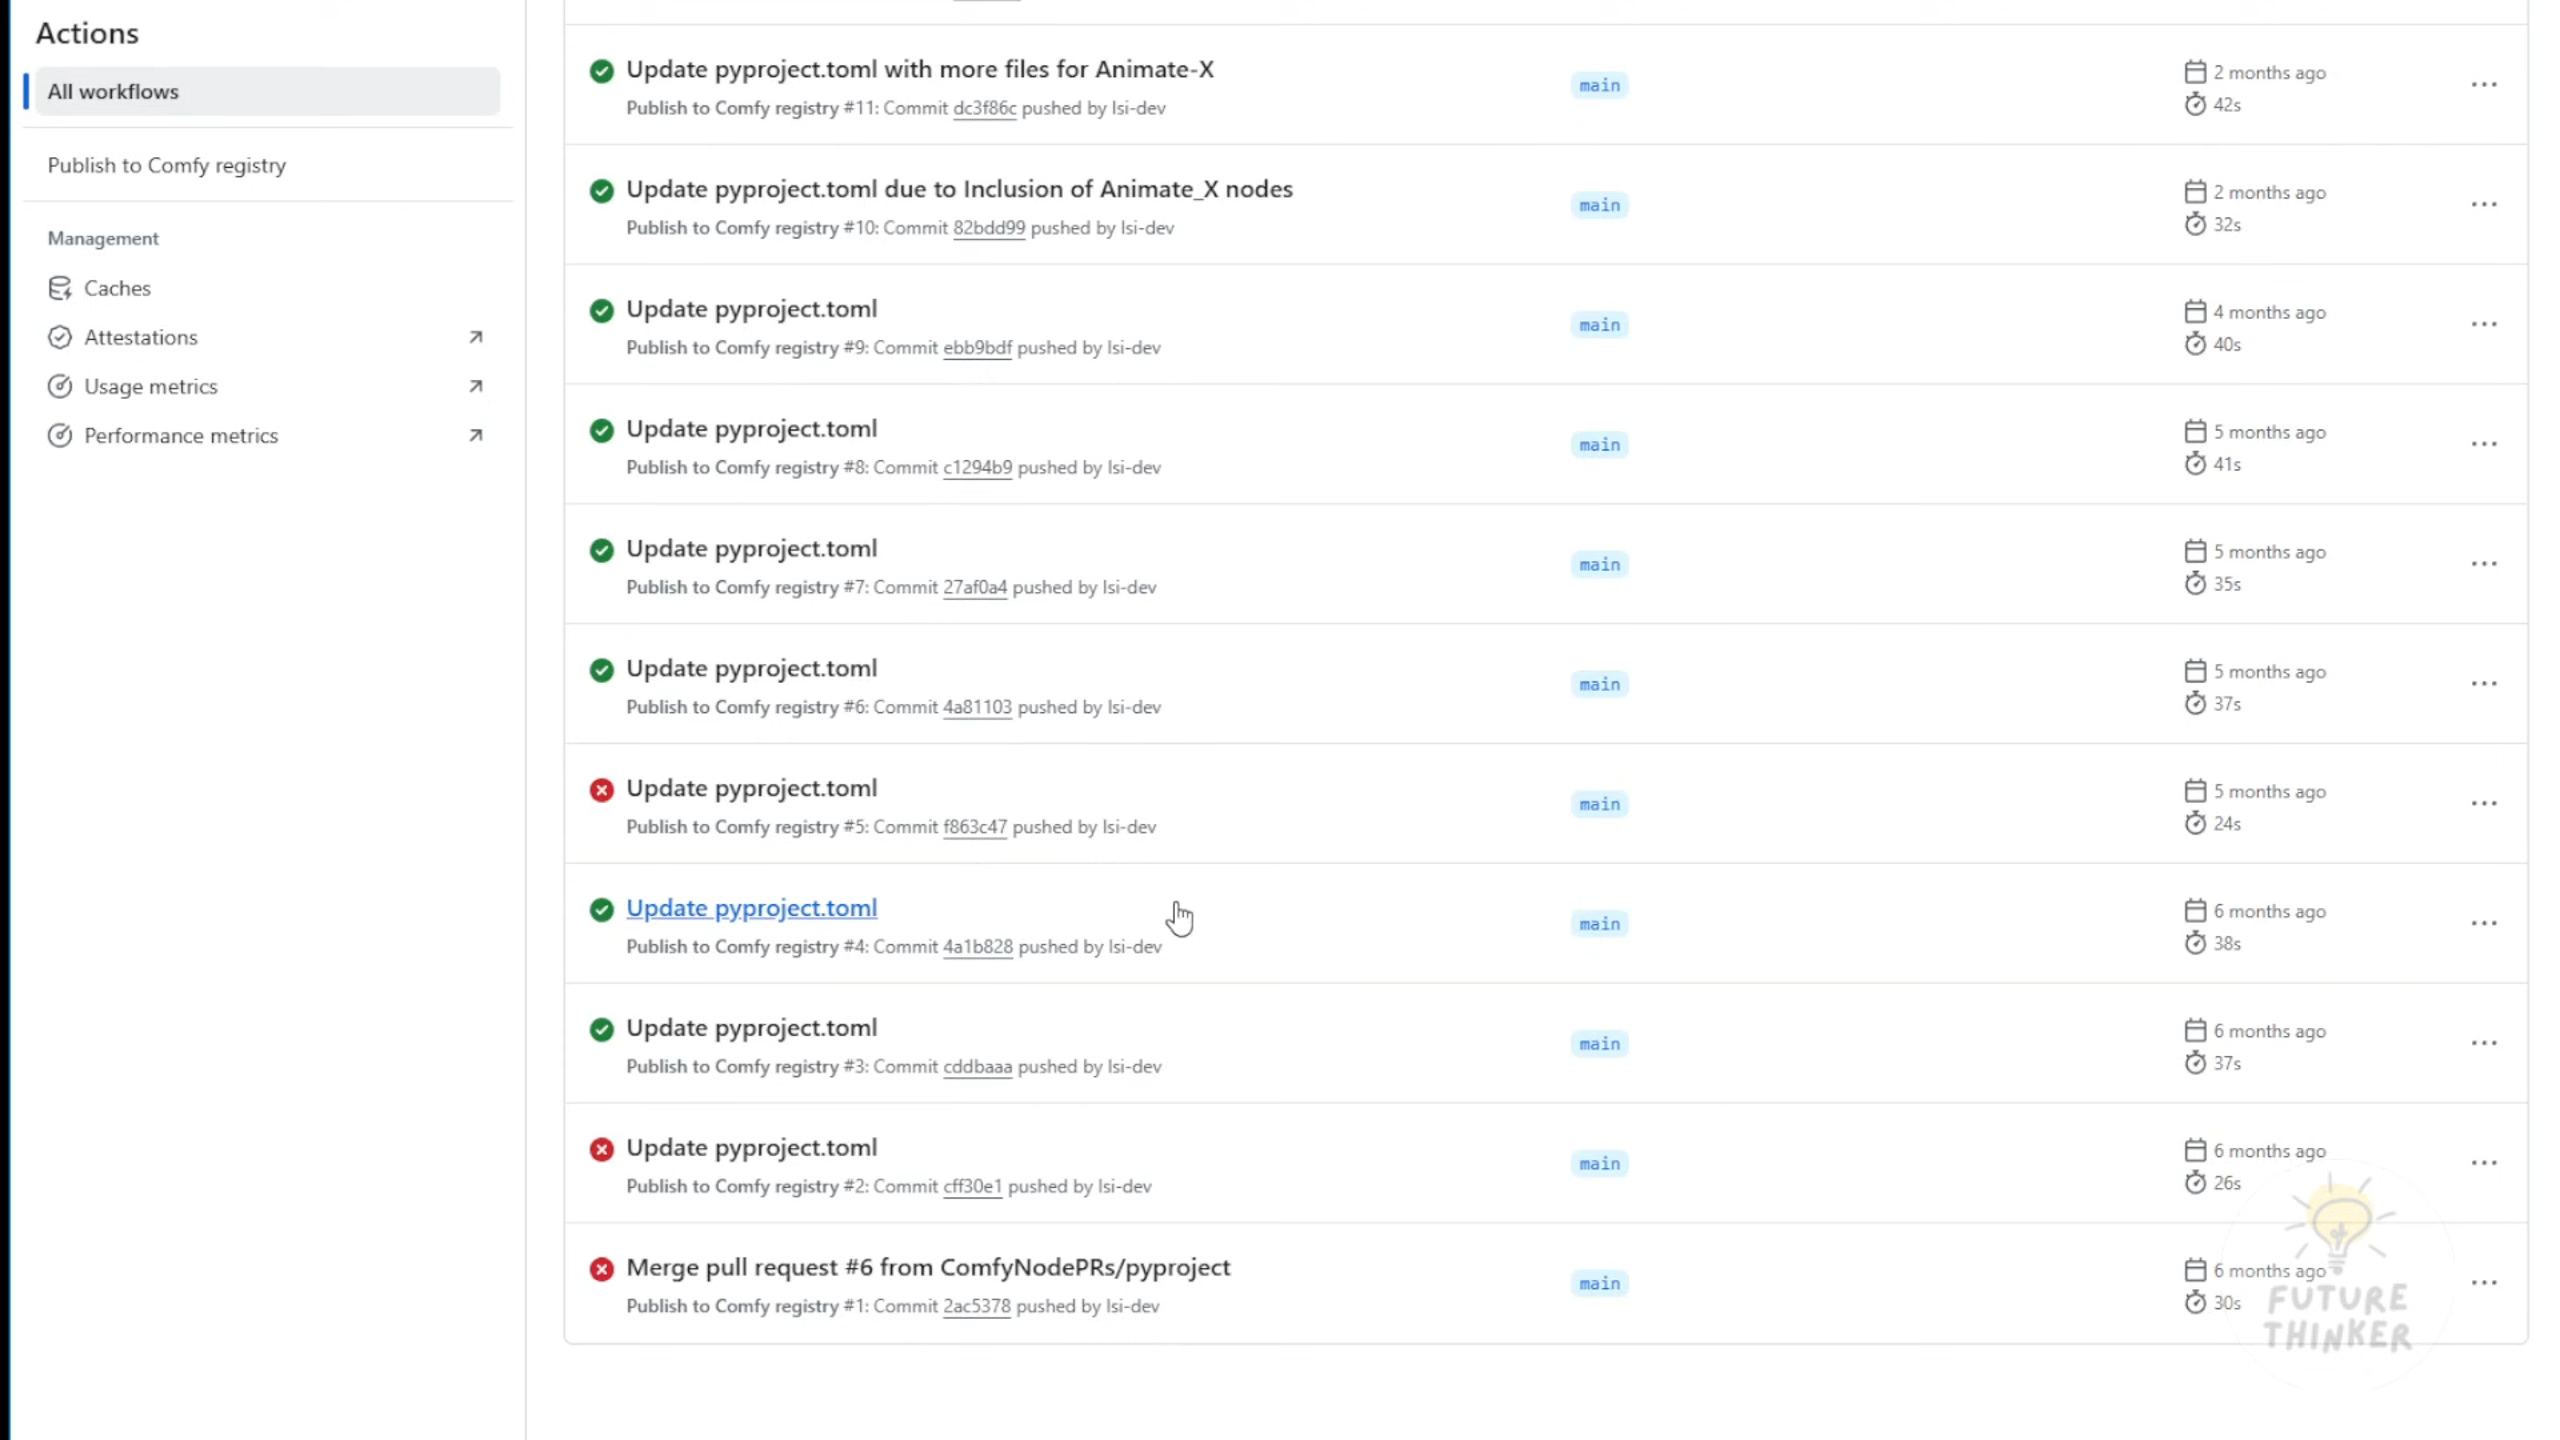 Actions
All workflows
Publish to Comfy registry
Management
Caches
Attestations
Usage metrics
Performance metrics
Update pyproject.toml with more files for Animate-X
Publish to Comfy registry #11: Commit dc3f86c pushed by lsi-dev
main
2 months ago
42s
Update pyproject.toml due to Inclusion of Animate_X nodes
Publish to Comfy registry #10: Commit 82bdd99 pushed by lsi-dev
main
2 months ago
32s
Update pyproject.toml
Publish to Comfy registry #9: Commit ebb9bdf pushed by lsi-dev
main
4 months ago
40s
Update pyproject.toml
Publish to Comfy registry #8: Commit c1294b9 pushed by lsi-dev
main
5 months ago
41s
Update pyproject.toml
Publish to Comfy registry #7: Commit 27af0a4 pushed by lsi-dev
main
5 months ago
35s
Update pyproject.toml
Publish to Comfy registry #6: Commit 4a81103 pushed by lsi-dev
main
5 months ago
37s
Update pyproject.toml
Publish to Comfy registry #5: Commit f863c47 pushed by lsi-dev
main
5 months ago
24s
Update pyproject.toml
Publish to Comfy registry #4: Commit 4a1b828 pushed by lsi-dev
main
6 months ago
38s
Update pyproject.toml
Publish to Comfy registry #3: Commit cddbaaa pushed by lsi-dev
main
6 months ago
37s
Update pyproject.toml
Publish to Comfy registry #2: Commit cff30e1 pushed by lsi-dev
main
6 months ago
26s
Merge pull request #6 from ComfyNodePRs/pyproject
Publish to Comfy registry #1: Commit 2ac5378 pushed by lsi-dev
main
6 months ago
30s
FUTURE
THINKER